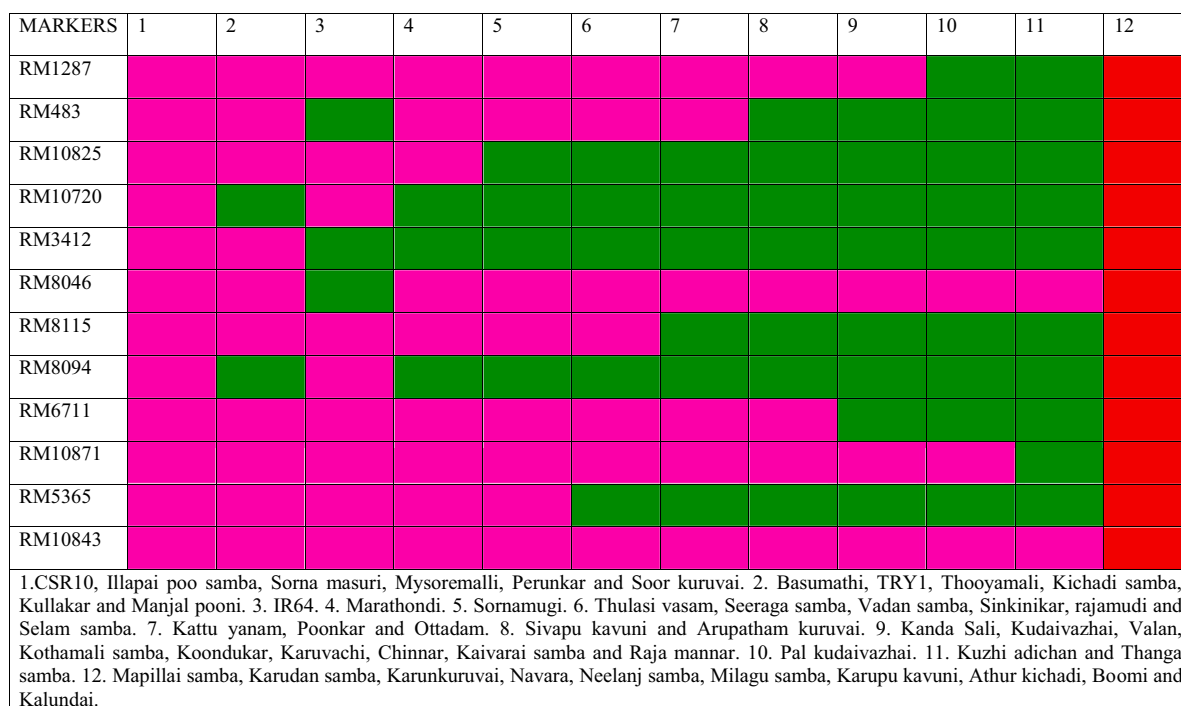 MARKERS 1 2 3 4 5 6 7 8 9 10 11 12
RM1287
RM483
RM10825
RM10720
RM3412
RM8046
RM8115
RM8094
RM6711
RM10871
RM5365
RM10843
1.CSR10, Illapai poo samba, Sorna masuri, Mysoremalli, Perunkar and Soor kuruvai. 2. Basumathi, TRY1, Thooyamali, Kichadi samba,
Kullakar and Manjal pooni. 3. IR64. 4. Marathondi. 5. Sornamugi. 6. Thulasi vasam, Seeraga samba, Vadan samba, Sinkinikar, rajamudi and
Selam samba. 7. Kattu yanam, Poonkar and Ottadam. 8. Sivapu kavuni and Arupatham kuruvai. 9. Kanda Sali, Kudaivazhai, Valan,
Kothamali samba, Koondukar, Karuvachi, Chinnar, Kaivarai samba and Raja mannar. 10. Pal kudaivazhai. 11. Kuzhi adichan and Thanga
samba. 12. Mapillai samba, Karudan samba, Karunkuruvai, Navara, Neelanj samba, Milagu samba, Karupu kavuni, Athur kichadi, Boomi and
Kalundai.